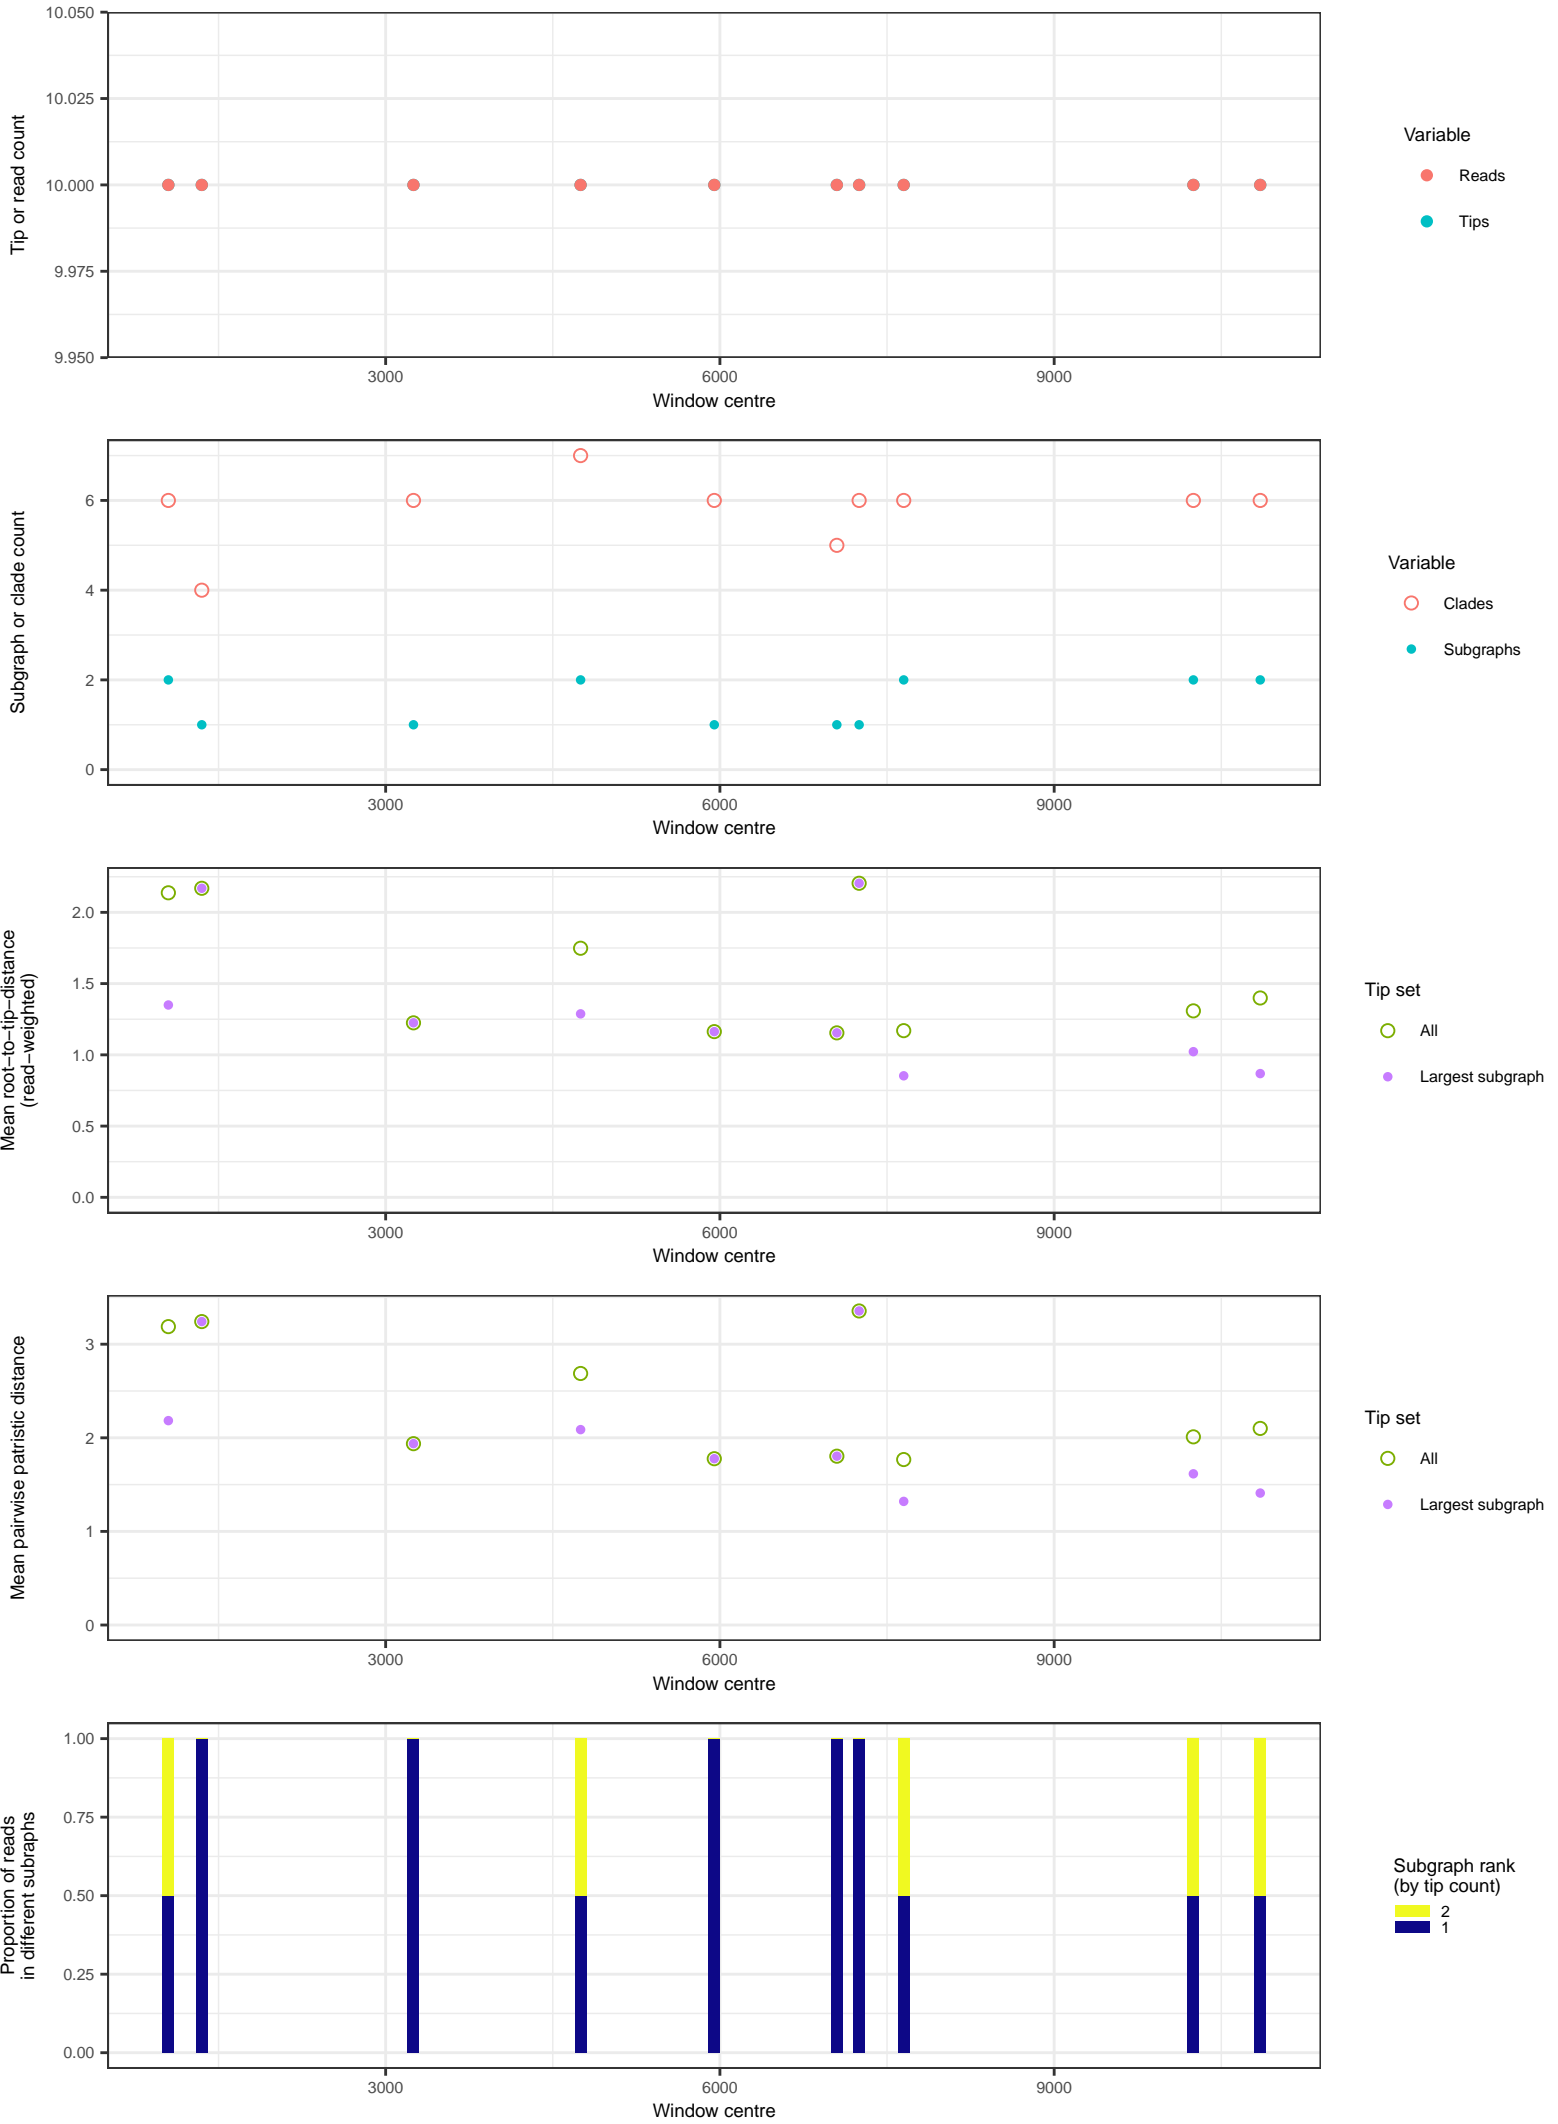 10.050
10.025
10.000
9.975
9.950
Tip or read count
3000
6000
9000
Window centre
Variable
Reads
Tips
6
4
2
0
Subgraph or clade count
3000
6000
9000
Window centre
Variable
Clades
Subgraphs
2.0
1.5
1.0
0.5
0.0
Mean root−to−tip−distance
(read−weighted)
3000
6000
9000
Window centre
Tip set
All
Largest subgraph
3
2
1
0
Mean pairwise patristic distance
3000
6000
9000
Window centre
Tip set
All
Largest subgraph
1.00
0.75
0.50
0.25
0.00
Proportion of reads
in different subraphs
3000
6000
9000
Window centre
Subgraph rank
(by tip count)
2
1